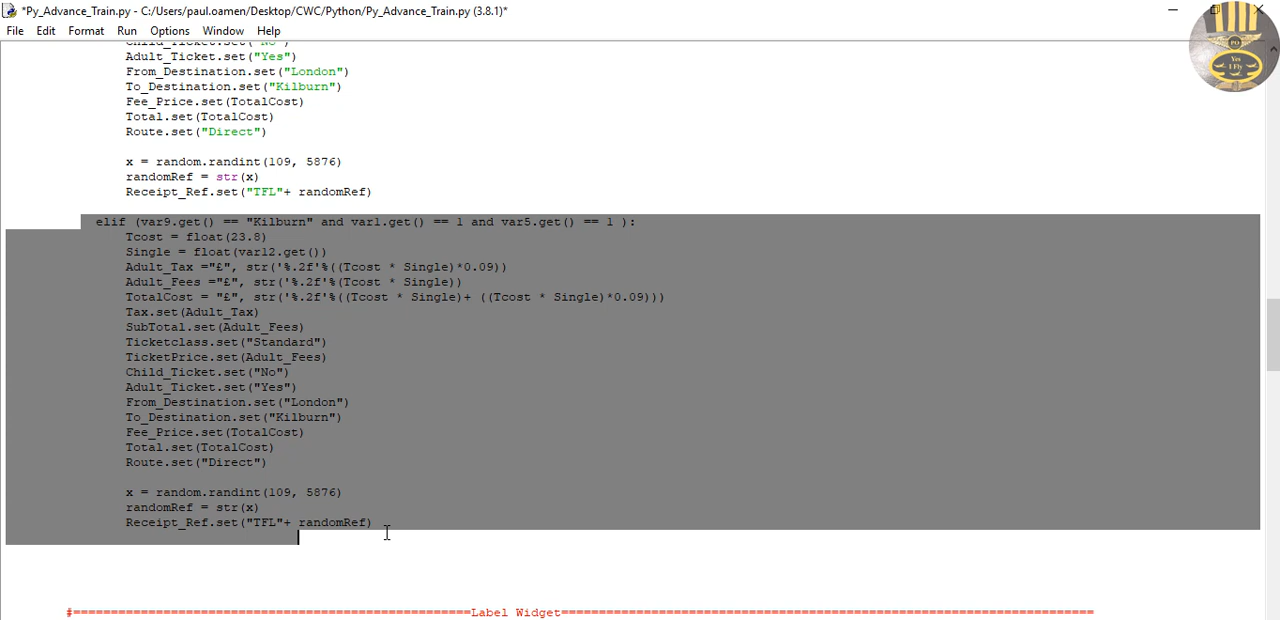 *Py_Advance_Train.py - C:/Users/paul.oamen/Desktop/CWC/Python/Py_Advance_Train.py (3.8.1)*
File Edit Format Run Options Window Help
Child_Ticket.set("No")
Adult_Ticket.set("Yes")
From_Destination.set("London")
To_Destination.set("Kilburn")
Fee_Price.set(TotalCost)
Total.set(TotalCost)
Route.set("Direct")
x = random.randint(109, 5876)
randomRef = str(x)
Receipt_Ref.set("TFL"+ randomRef)
elif (var9.get() == "Kilburn" and var1.get() == 1 and var5.get() == 1 ):
Tcost = float(23.8)
Single = float(var12.get())
Adult_Tax ="£", str('%.2f'%((Tcost * Single)*0.09))
Adult_Fees ="£", str('%.2f'%(Tcost * Single))
TotalCost = "£", str('%.2f'%((Tcost * Single)+ ((Tcost * Single)*0.09)))
Tax.set(Adult_Tax)
SubTotal.set(Adult_Fees)
Ticketclass.set("Standard")
TicketPrice.set(Adult_Fees)
Child_Ticket.set("No")
Adult_Ticket.set("Yes")
From_Destination.set("London")
To_Destination.set("Kilburn")
Fee_Price.set(TotalCost)
Total.set(TotalCost)
Route.set("Direct")
x = random.randint(109, 5876)
randomRef = str(x)
Receipt_Ref.set("TFL"+ randomRef)
#=====================================================Label Widget=======================================================================
PO
Yes
I Fly